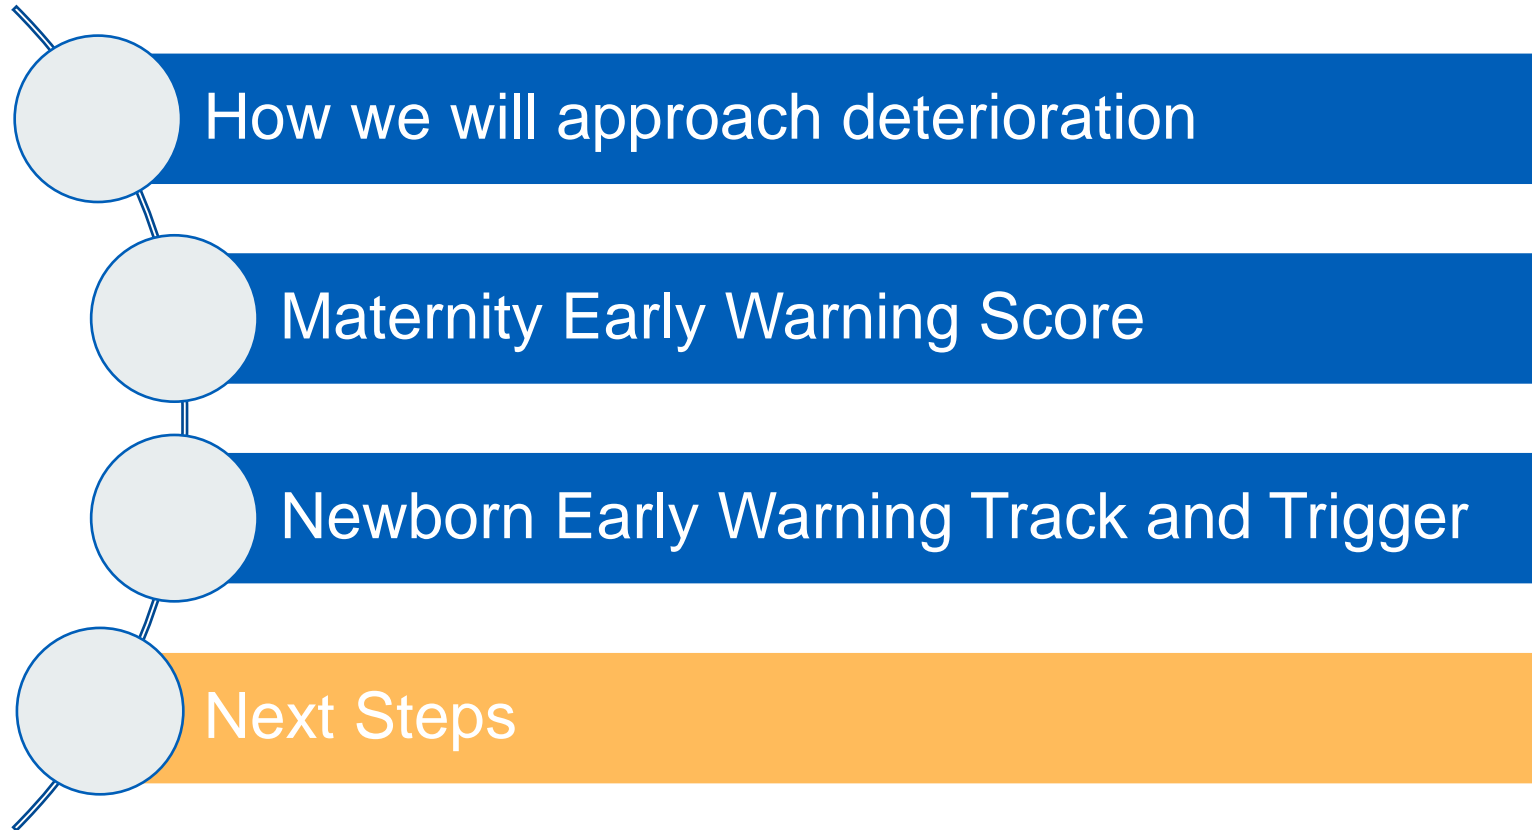 How we will approach deterioration
Maternity Early Warning Score
Newborn Early Warning Track and Trigger
Next Steps